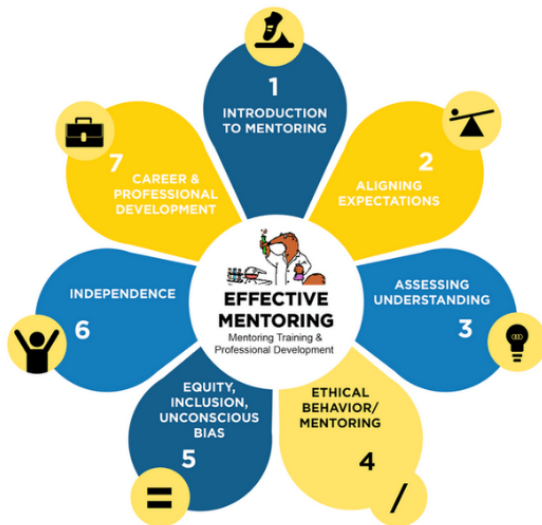 1
INTRODUCTION
TO MENTORING
2
ALIGNING
EXPECTATIONS
ASSESSING
UNDERSTANDING
3
ETHICAL
BEHAVIOR/
MENTORING
4
/
EQUITY,
INCLUSION,
UNCONSCIOUS
BIAS
5
=
INDEPENDENCE
6
7
CAREER &
PROFESSIONAL
DEVELOPMENT
EFFECTIVE
MENTORING
Mentoring Training &
Professional Development